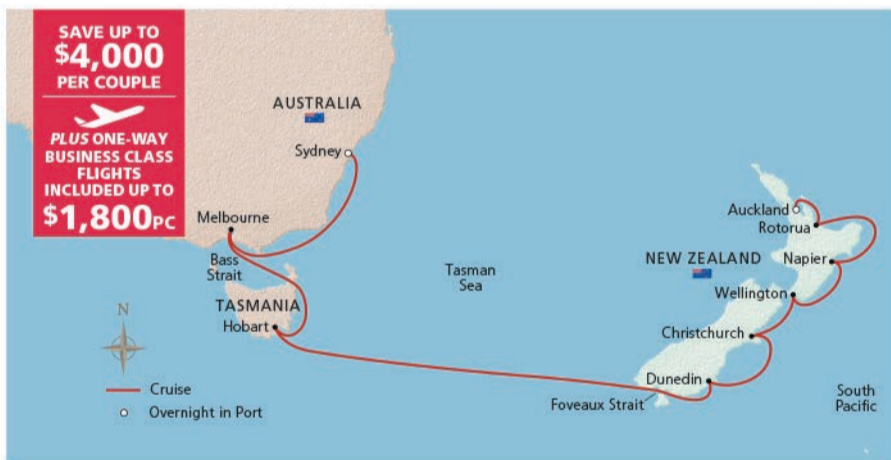 SAVE UP TO
$4,000
PER COUPLE
PLUS ONE-WAY
BUSINESS CLASS
FLIGHTS
INCLUDED UP TO
$1,800PC
AUSTRALIA
Sydney
Melbourne
Bass
Strait
TASMANIA
Hobart
Tasman
Sea
Auckland
Rotorua
NEW ZEALAND
Napier
Wellington
Christchurch
Dunedin
Foveaux Strait
South
Pacific
N
Cruise
Overnight in Port